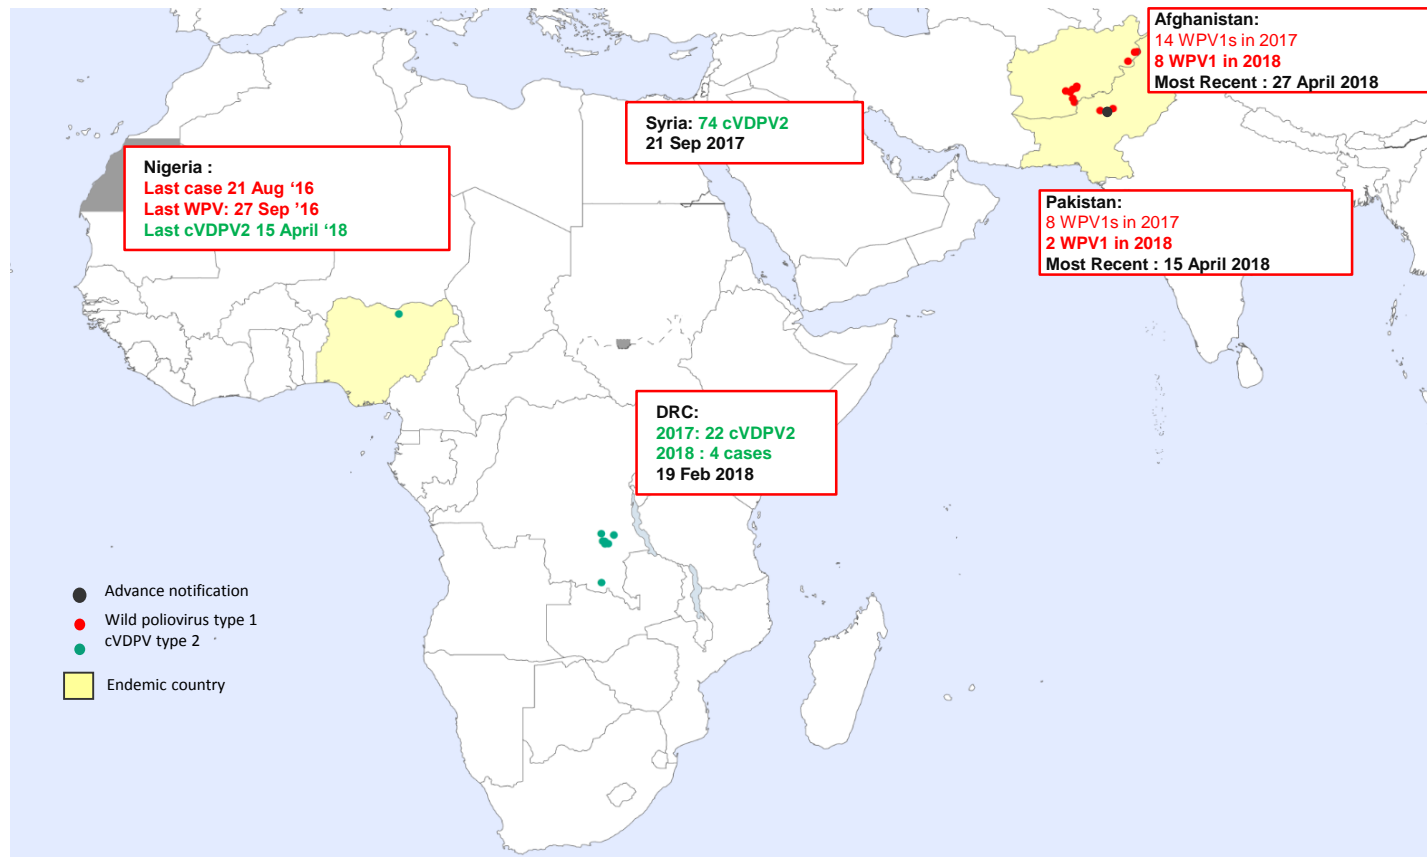 Afghanistan:
14 WPV1s in 2017
8 WPV1 in 2018
Most Recent : 27 April 2018
Syria: 74 cVDPV2
21 Sep 2017
Nigeria :
Last case 21 Aug ‘16
Last WPV: 27 Sep ’16
Last cVDPV2 15 April ‘18
Pakistan:
8 WPV1s in 2017
2 WPV1 in 2018
Most Recent : 15 April 2018
DRC:
2017: 22 cVDPV2
2018 : 4 cases
19 Feb 2018
Advance notification
Wild poliovirus type 1
cVDPV type 2
Endemic country